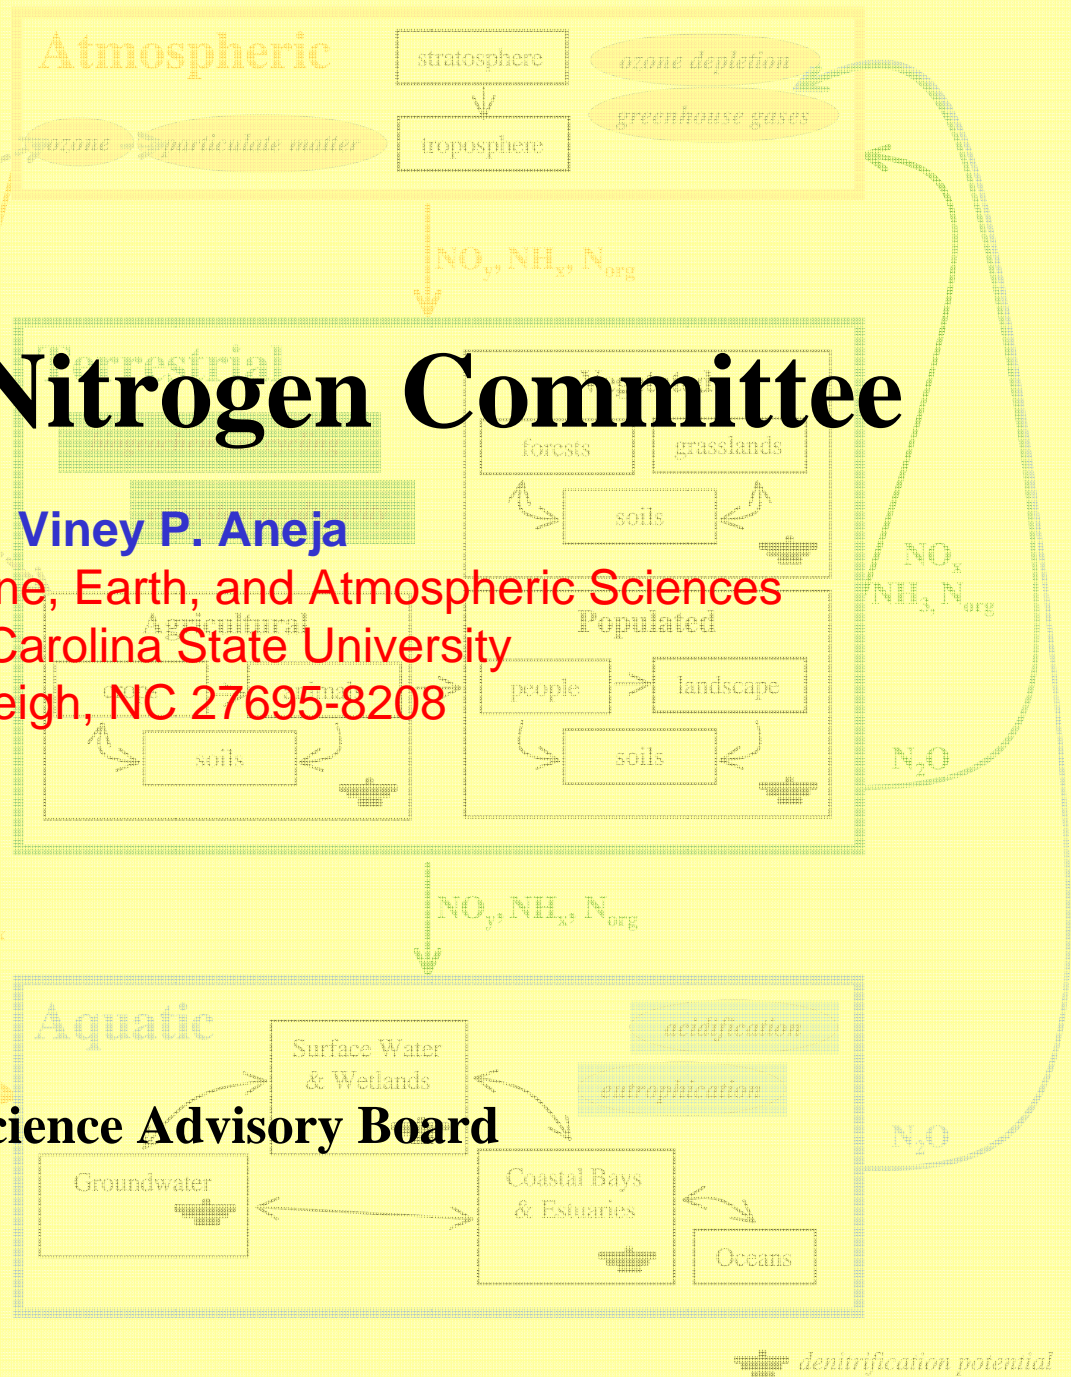 Atmospheric
stratosphere
ozone depletion
greenhouse gases
ozone
particulate matter
troposphere
NOy, NHx, Norg
Terrestrial
Nitrogen Committee
forests
grasslands
soils
Viney P. Aneja
NOx
NH3, Norg
ne, Earth, and Atmospheric Sciences
Agricultural
Populated
Carolina State University
people
landscape
eigh, NC 27695-8208
soils
soils
N2O
NOy, NHx, Norg
Aquatic
acidification
Surface Water
& Wetlands
eutrophication
cience Advisory Board
N2O
Groundwater
Coastal Bays
& Estuaries
Oceans
denitrification potential